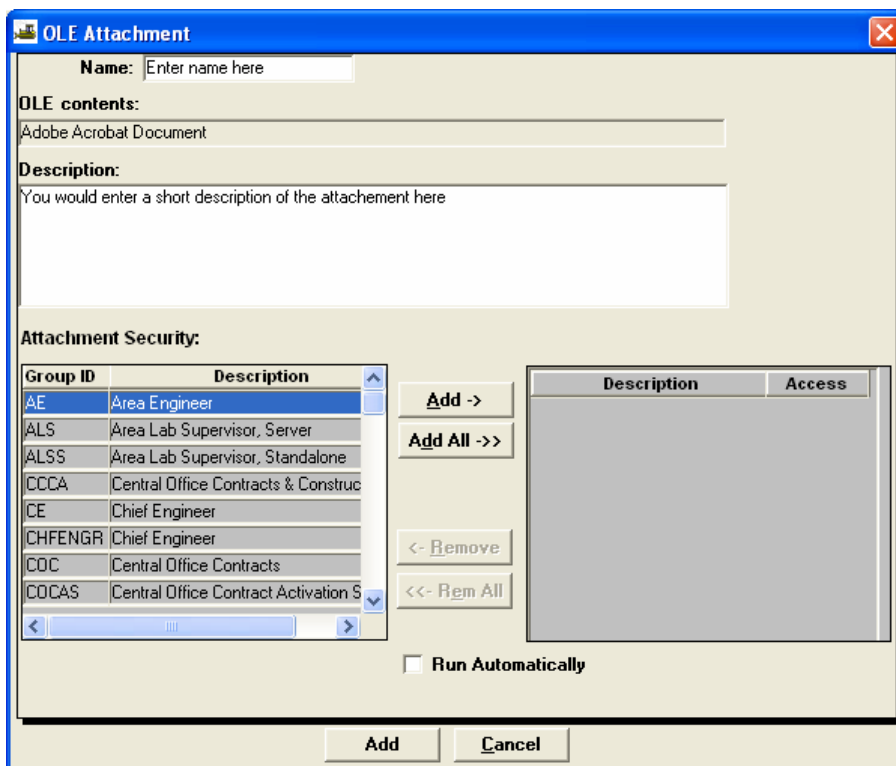 OLE Attachment
Name: Enter name here
OLE contents:
Adobe Acrobat Document
Description:
You would enter a short description of the attachement here
Attachment Security:
Group ID Description
AE Area Engineer
ALS Area Lab Supervisor, Server
ALSS Area Lab Supervisor, Standalone
CCCA Central Office Contracts & Construc
CE Chief Engineer
CHFENGR Chief Engineer
COC Central Office Contracts
COCAS Central Office Contract Activation S
Add ->
Add All ->>
<- Remove
<<- Rem All
Description Access
Run Automatically
Add Cancel